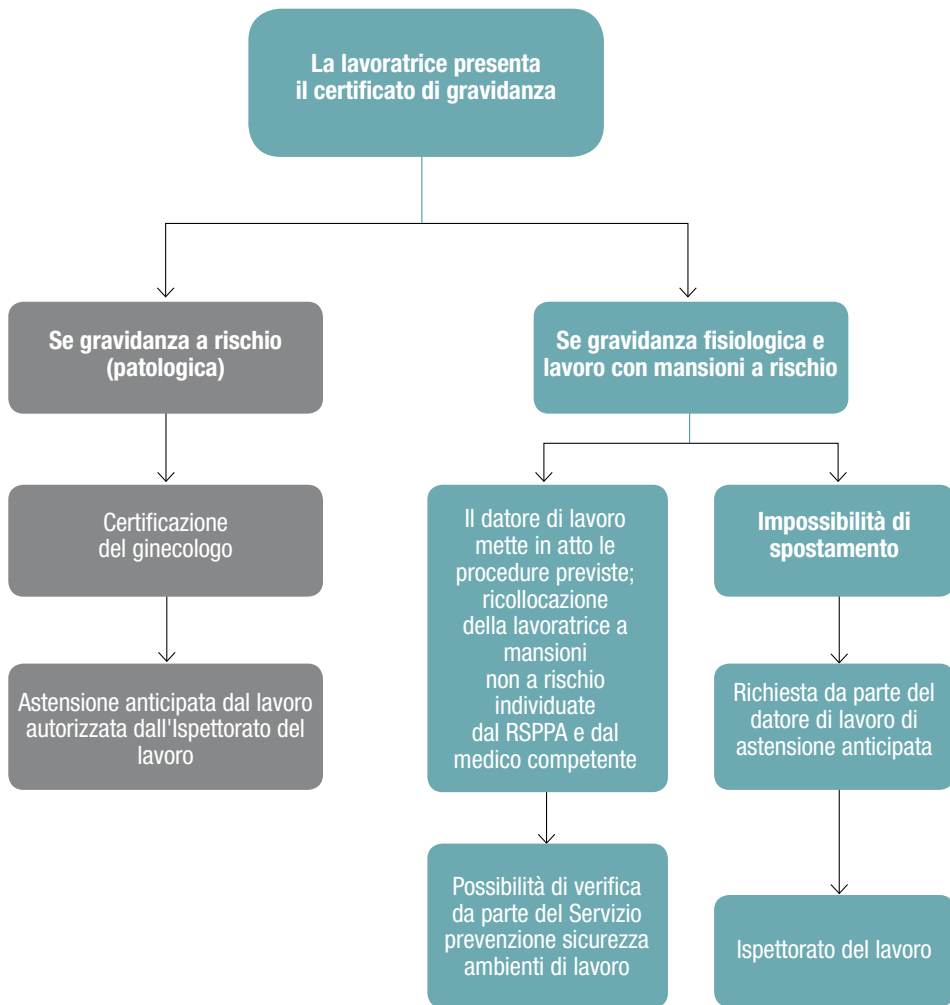 La lavoratrice presenta
il certificato di gravidanza
Se gravidanza a rischio
(patologica)
Se gravidanza fisiologica e
lavoro con mansioni a rischio
Certificazione
del ginecologo
Il datore di lavoro
mette in atto le
procedure previste;
ricollocazione
della lavoratrice a
mansioni
non a rischio
individuate
dal RSPPA e dal
medico competente
Impossibilità di
spostamento
Astensione anticipata dal lavoro
autorizzata dall'Ispettorato del
lavoro
Richiesta da parte del
datore di lavoro di
astensione anticipata
Possibilità di verifica
da parte del Servizio
prevenzione sicurezza
ambienti di lavoro
Ispettorato del lavoro